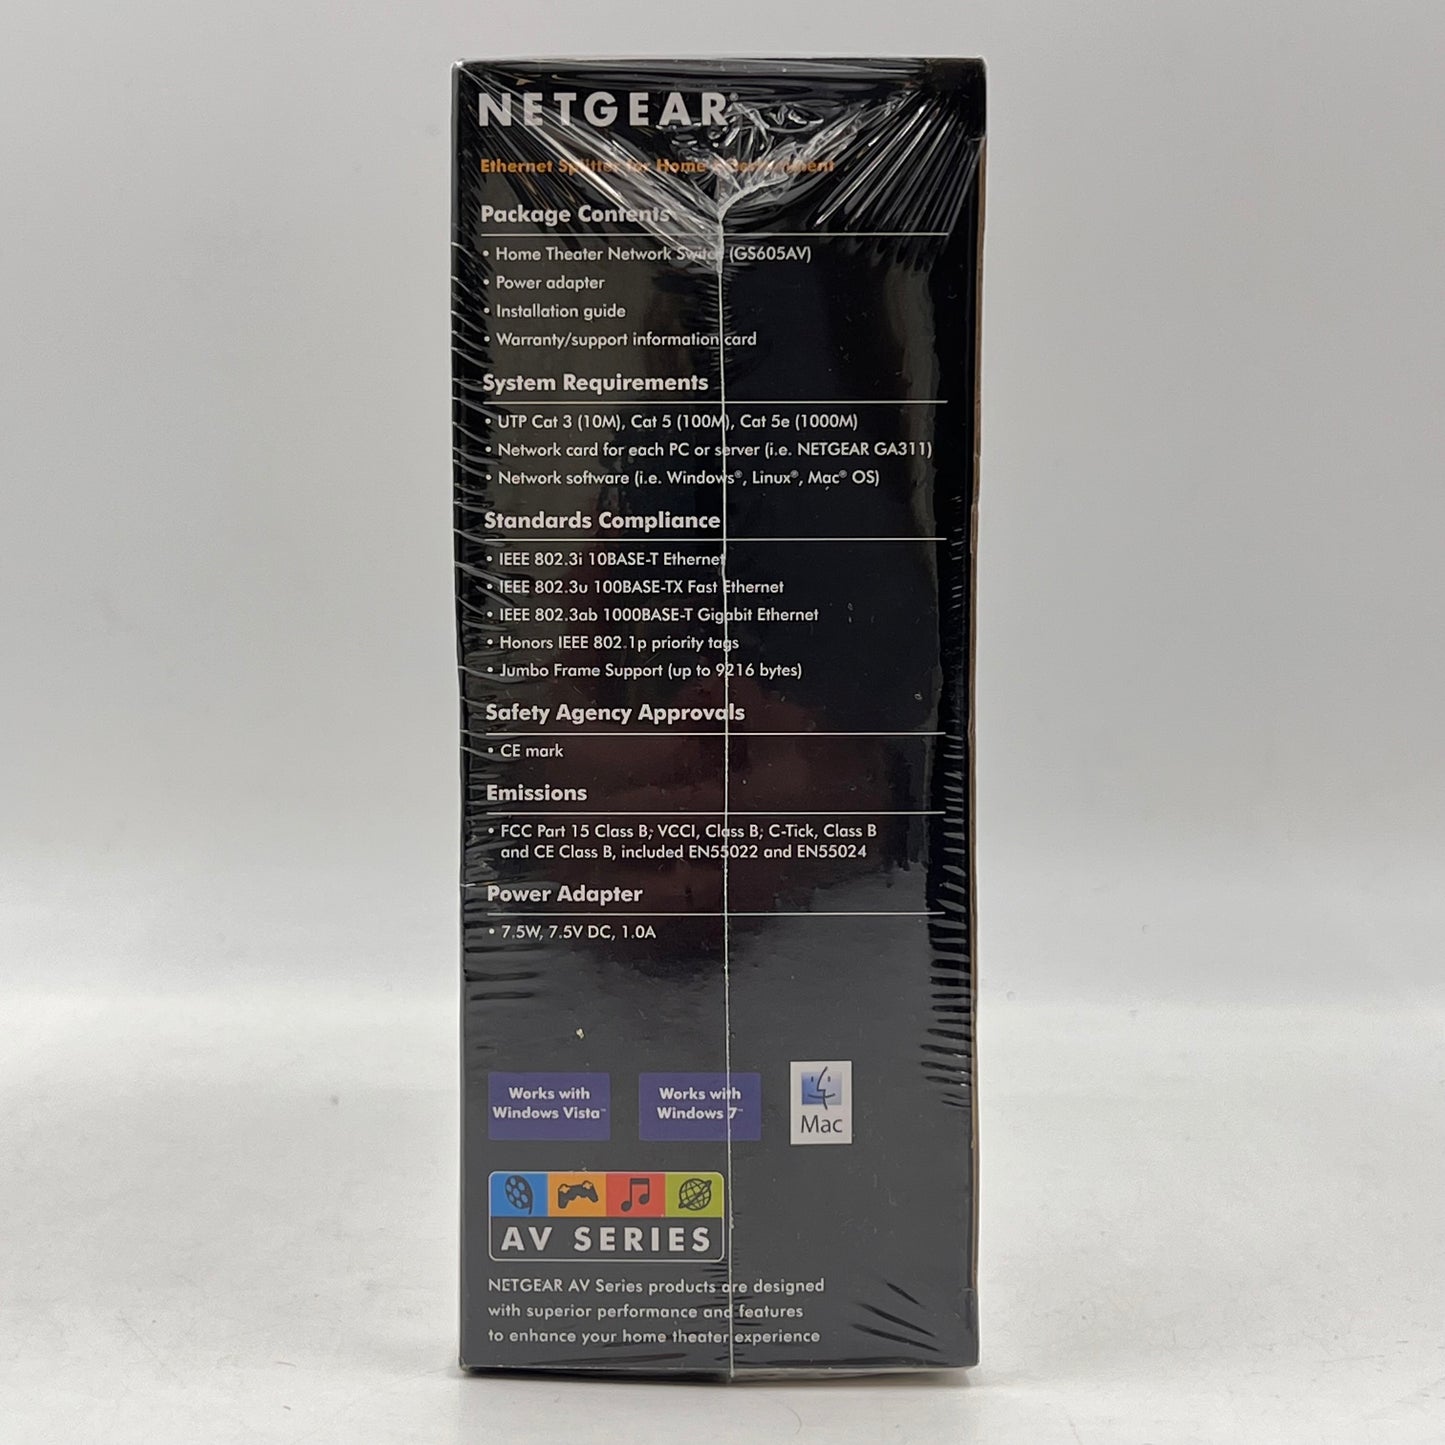 NETGEAR®
Ethernet Splitter for Home Entertainment
Package Contents
• Home Theater Network Switch (GS605AV)
• Power adapter
• Installation guide
• Warranty/support information card
System Requirements
• UTP Cat 3 (10M), Cat 5 (100M), Cat 5e (1000M)
• Network card for each PC or server (i.e. NETGEAR GA311)
• Network software (i.e. Windows®, Linux®, Mac® OS)
Standards Compliance
• IEEE 802.3i 10BASE-T Ethernet
• IEEE 802.3u 100BASE-TX Fast Ethernet
• IEEE 802.3ab 1000BASE-T Gigabit Ethernet
• Honors IEEE 802.1p priority tags
• Jumbo Frame Support (up to 9216 bytes)
Safety Agency Approvals
• CE mark
Emissions
• FCC Part 15 Class B; VCCI, Class B; C-Tick, Class B
and CE Class B, included EN55022 and EN55024
Power Adapter
• 7.5W, 7.5V DC, 1.0A
Works with
Windows Vista™
Works with
Windows 7™
Mac
AV SERIES
NETGEAR AV Series products are designed
with superior performance and features
to enhance your home theater experience